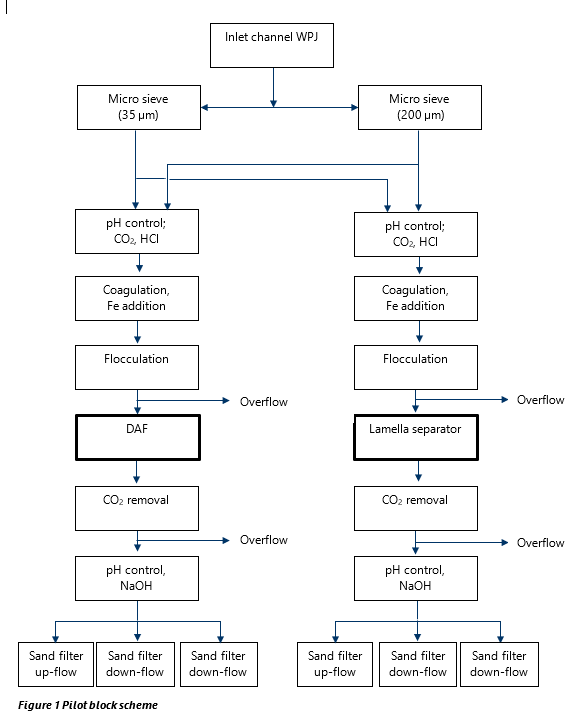 Inlet channel WPJ
Micro sieve
(35 µm)
Micro sieve
(200 µm)
pH control;
CO₂, HCl
pH control;
CO₂, HCl
Coagulation,
Fe addition
Coagulation,
Fe addition
Flocculation
Flocculation
Overflow
Overflow
DAF
Lamella separator
CO₂ removal
CO₂ removal
Overflow
Overflow
pH control,
NaOH
pH control,
NaOH
Sand filter
up-flow
Sand filter
down-flow
Sand filter
down-flow
Sand filter
up-flow
Sand filter
down-flow
Sand filter
down-flow
Figure 1 Pilot block scheme